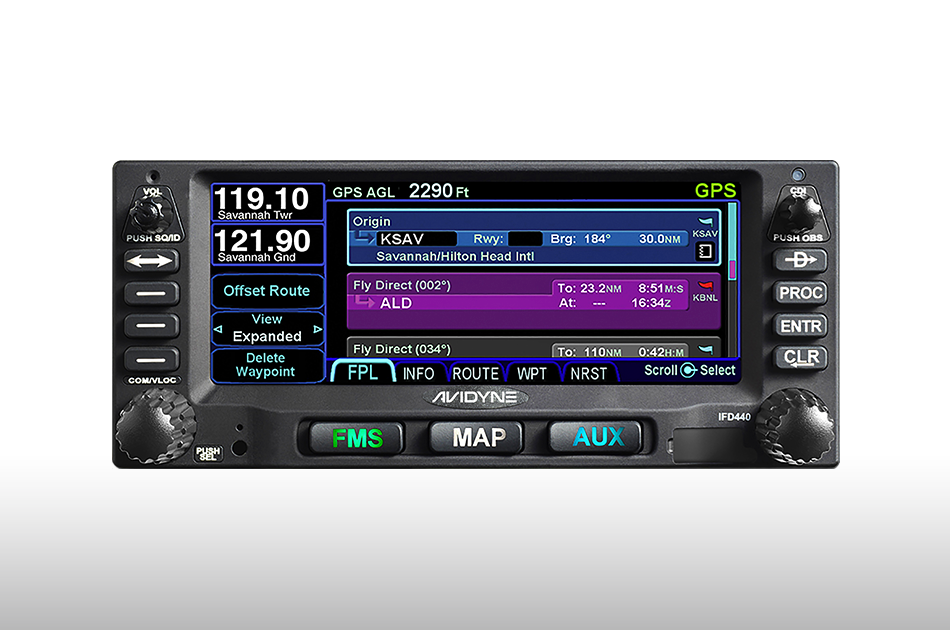 VOL
PUSH SQ/ID
COM/VLOC
PUSH
SEL
119.10
Savannah Twr
121.90
Savannah Gnd
Offset Route
View
Expanded
Delete
Waypoint
GPS AGL 2290 Ft
GPS
Origin
KSAV Rwy: Brg: 184° 30.0NM
Savannah/Hilton Head Intl
KSAV
Fly Direct (002°) To: 23.2NM 8:51M:S
ALD At: --- 16:34Z
KBNL
Fly Direct (034°) To: 110NM 0:42H:M
FPL INFO ROUTE WPT NRST Scroll Select
AVIDYNE
IFD440
FMS MAP AUX
CDI
PUSH OBS
D
PROC
ENTR
CLR